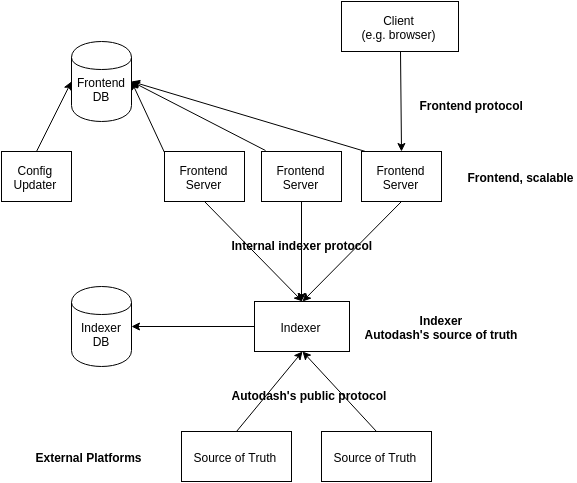 Client
(e.g. browser)
Frontend
DB
Frontend protocol
Config
Updater
Frontend
Server
Frontend
Server
Frontend
Server
Frontend, scalable
Internal indexer protocol
Indexer
DB
Indexer
Indexer
Autodash's source of truth
Autodash's public protocol
External Platforms
Source of Truth
Source of Truth